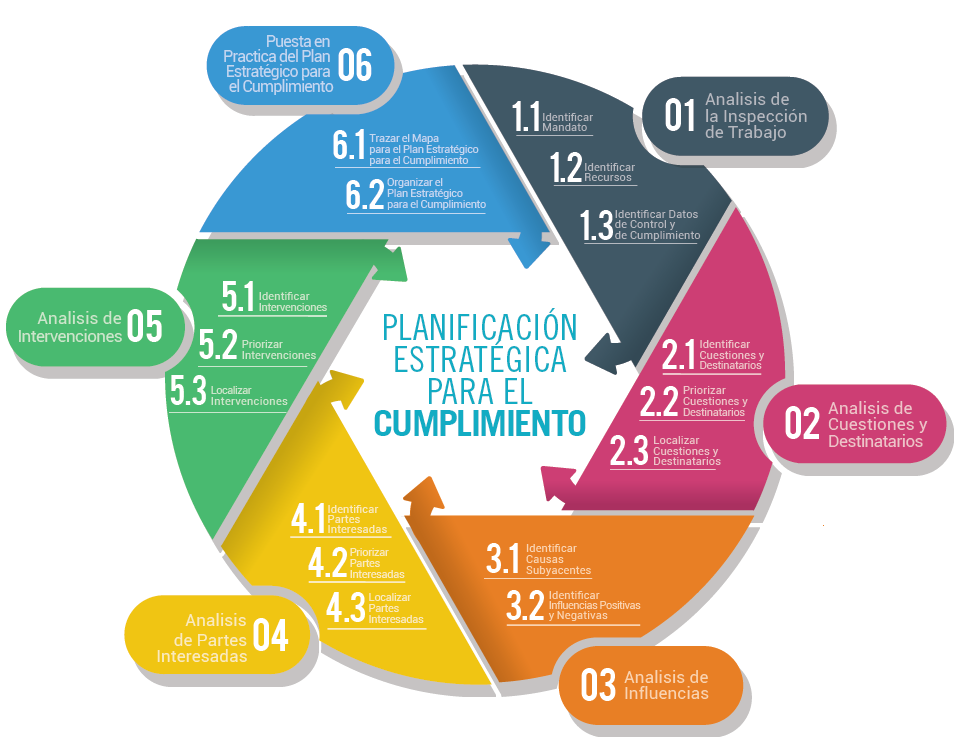 PLANIFICACIÓN
ESTRATÉGICA
PARA EL
CUMPLIMIENTO
01
Analisis de
la Inspección
de Trabajo
1.1 Identificar
Mandato
1.2 Identificar
Recursos
1.3 Identificar Datos
de Control y
de Cumplimiento
02
Analisis de
Cuestiones y
Destinatarios
2.1 Identificar
Cuestiones y
Destinatarios
2.2 Priorizar
Cuestiones y
Destinatarios
2.3 Localizar
Cuestiones y
Destinatarios
03
Analisis de
Influencias
3.1 Identificar
Causas
Subyacentes
3.2 Identificar
Influencias Positivas
y Negativas
04
Analisis
de Partes
Interesadas
4.1 Identificar
Partes
Interesadas
4.2 Priorizar
Partes
Interesadas
4.3 Localizar
Partes
Interesadas
05
Analisis de
Intervenciones
5.1 Identificar
Intervenciones
5.2 Priorizar
Intervenciones
5.3 Localizar
Intervenciones
06
Puesta en
Practica del Plan
Estratégico para
el Cumplimiento
6.1 Trazar el Mapa
para el Plan Estratégico
para el Cumplimiento
6.2 Organizar el
Plan Estratégico
para el Cumplimiento